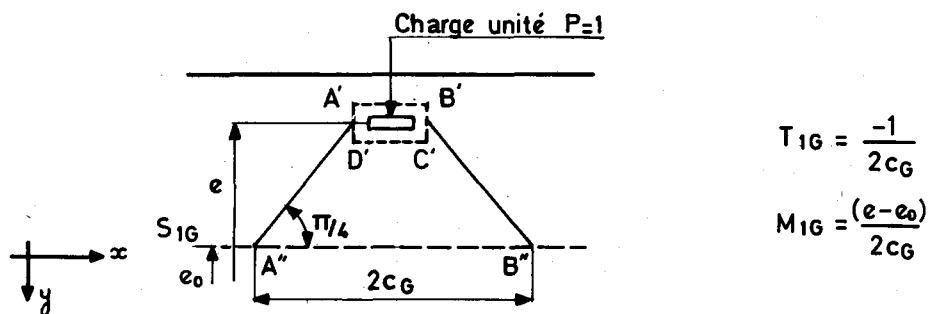 Charge unité P=1
A' B'
D' C'
e
π/4
S1G
e0
A" B"
2cG
x
y
T1G = -1/2cG
M1G = (e-e0)/2cG